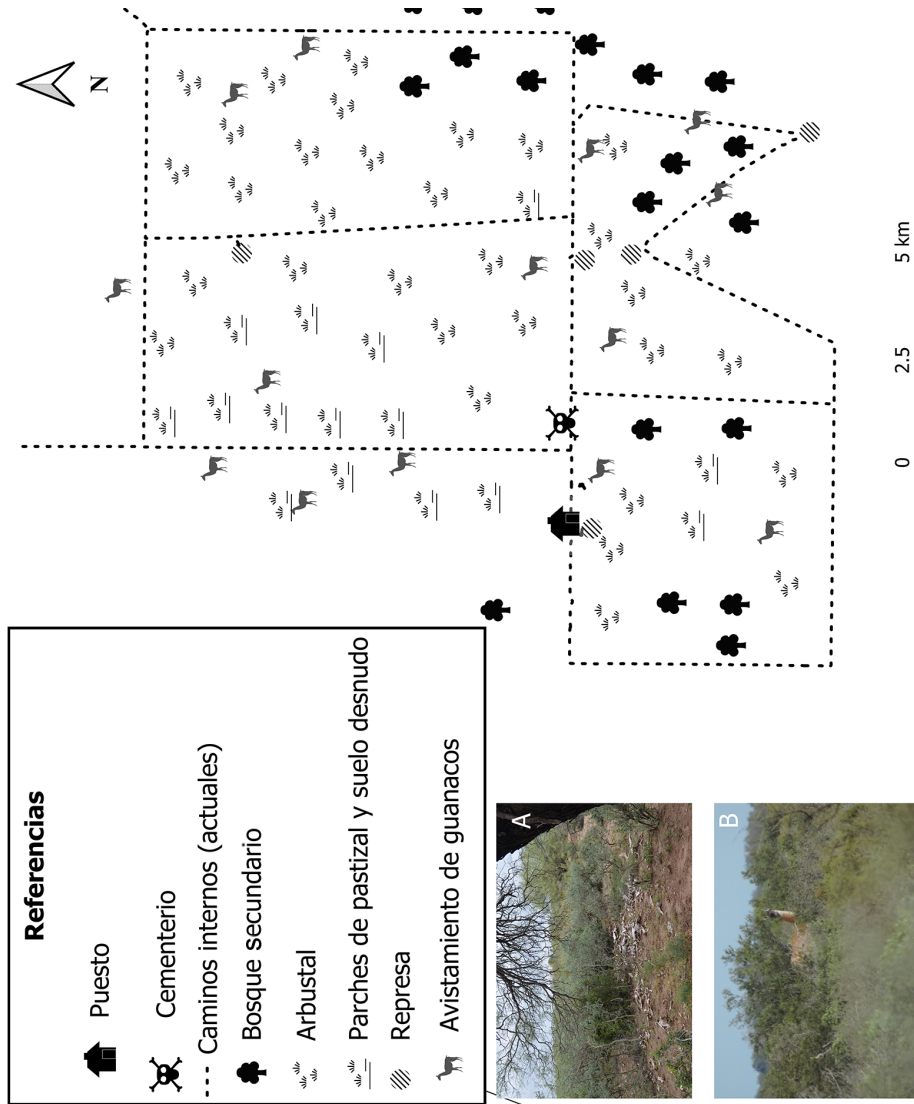 Referencias
Puesto
Cementerio
Caminos internos (actuales)
Bosque secundario
Arbustal
Parches de pastizal y suelo desnudo
Represa
Avistamiento de guanacos
A
B
N
0 2.5 5 km